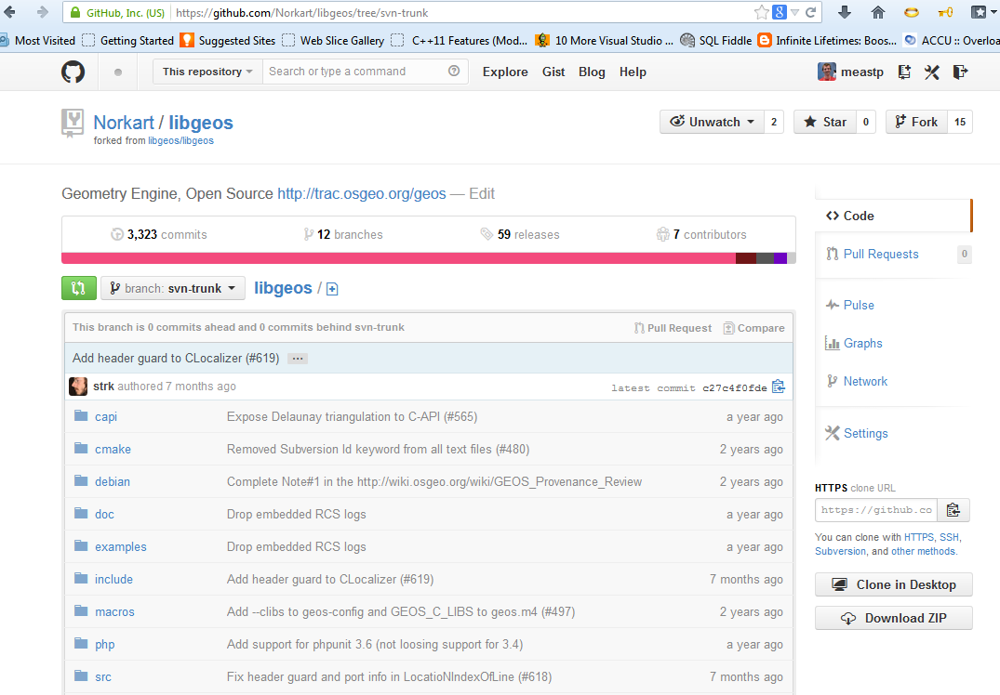 GitHub, Inc. (US) https://github.com/Norkart/libgeos/tree/svn-trunk
Most Visited Getting Started Suggested Sites Web Slice Gallery C++11 Features (Mod... 10 More Visual Studio ... SQL Fiddle Infinite Lifetimes: Boos... ACCU :: Overloa
This repository Search or type a command Explore Gist Blog Help meastp
Norkart / libgeos
forked from libgeos/libgeos
Unwatch 2 Star 0 Fork 15
Geometry Engine, Open Source http://trac.osgeo.org/geos — Edit
3,323 commits 12 branches 59 releases 7 contributors
branch: svn-trunk libgeos /
This branch is 0 commits ahead and 0 commits behind svn-trunk Pull Request Compare
Add header guard to CLocalizer (#619) ...
strk authored 7 months ago latest commit c27c4f0fde
capi Expose Delaunay triangulation to C-API (#565) a year ago
cmake Removed Subversion Id keyword from all text files (#480) 2 years ago
debian Complete Note#1 in the http://wiki.osgeo.org/wiki/GEOS_Provenance_Review 2 years ago
doc Drop embedded RCS logs a year ago
examples Drop embedded RCS logs a year ago
include Add header guard to CLocalizer (#619) 7 months ago
macros Add --clibs to geos-config and GEOS_C_LIBS to geos.m4 (#497) 2 years ago
php Add support for phpunit 3.6 (not loosing support for 3.4) a year ago
src Fix header guard and port info in LocatioNIndexOfLine (#618) 7 months ago
Code
Pull Requests 0
Pulse
Graphs
Network
Settings
HTTPS clone URL
https://github.co
You can clone with HTTPS, SSH,
Subversion, and other methods.
Clone in Desktop
Download ZIP